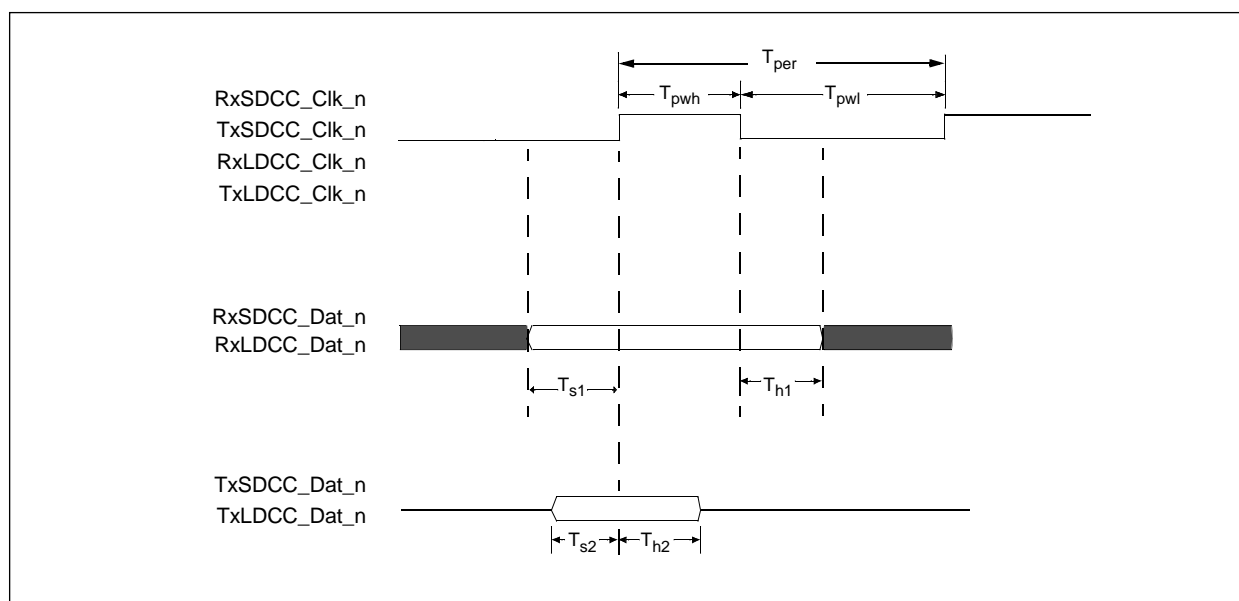 T_per
T_pwh T_pwl
RxSDCC_Clk_n
TxSDCC_Clk_n
RxLDCC_Clk_n
TxLDCC_Clk_n
RxSDCC_Dat_n
RxLDCC_Dat_n
T_s1 T_h1
TxSDCC_Dat_n
TxLDCC_Dat_n
T_s2 T_h2